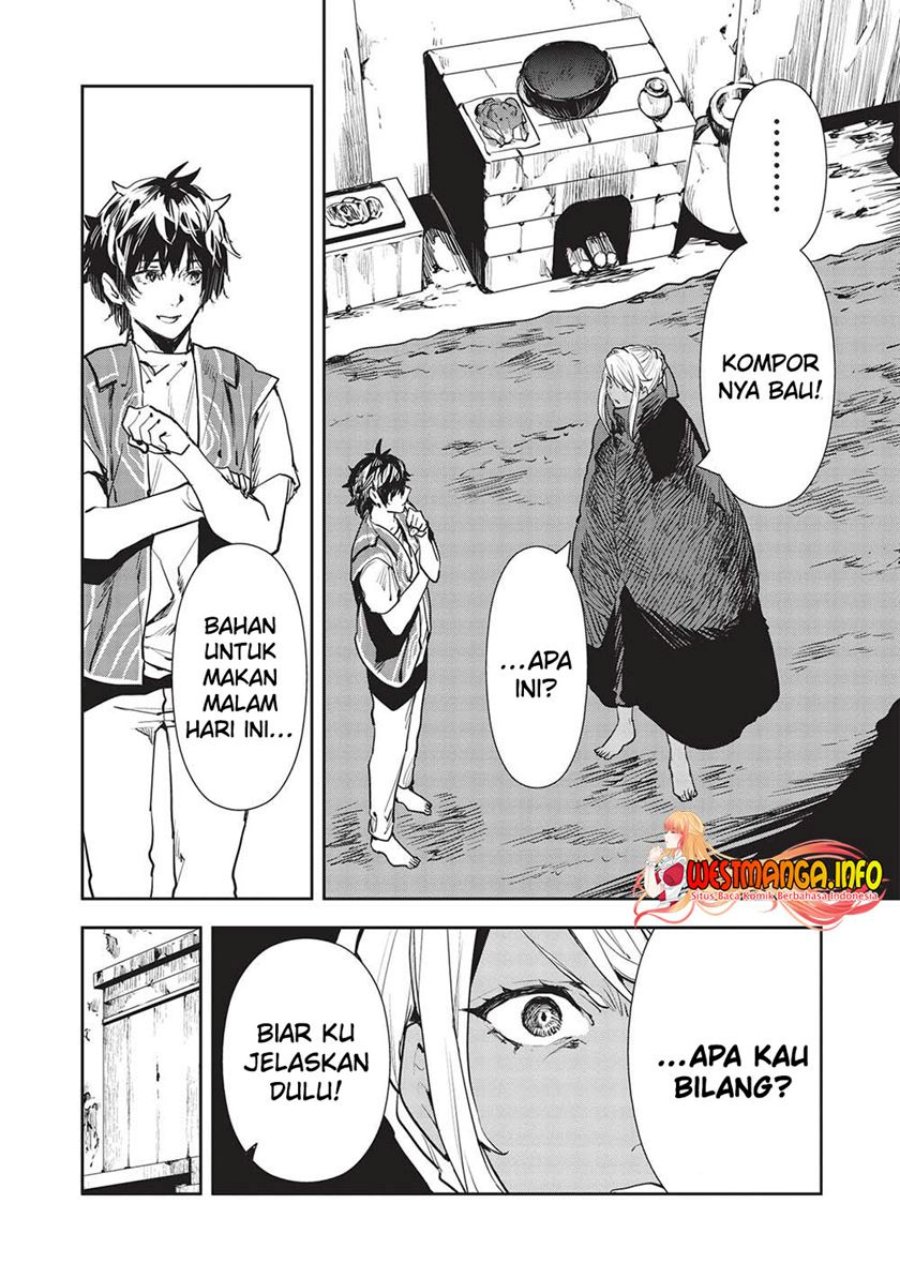 .......
KOMPOR
NYA BAU!
...APA
INI?
BAHAN
UNTUK
MAKAN
MALAM
HARI INI...
WESTMANGA.INFO
Situs Baca Komik Berbahasa Indonesia
...APA KAU
BILANG?
BIAR KU
JELASKAN
DULU!